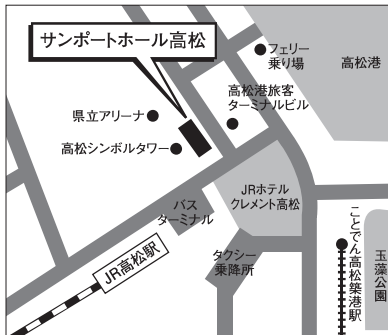 サンポートホール高松
フェリー
乗り場
高松港
高松港旅客
ターミナルビル
県立アリーナ
高松シンボルタワー
バス
ターミナル
JRホテル
クレメント高松
JR高松駅
タクシー
乗降所
ことでん高松築港駅
玉藻公園